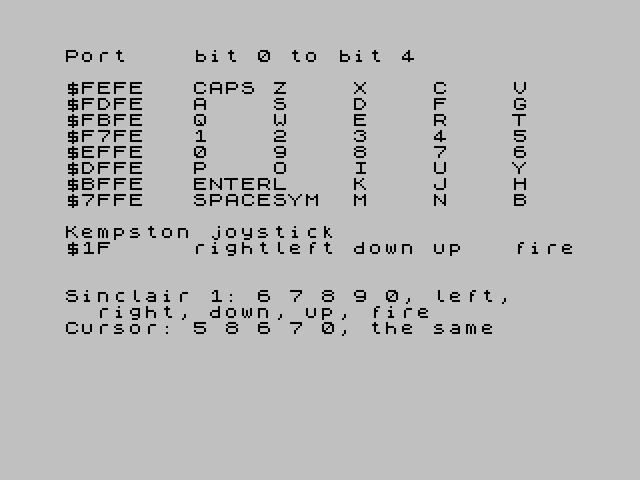 Port bit 0 to bit 4
$FEFE CAPS Z X C V
$FDFE A S D F G
$FBFE Q W E R T
$F7FE 1 2 3 4 5
$EFFE 0 9 8 7 6
$DFFE P O I U Y
$BFFE ENTERL K J H
$7FFE SPACESYM M N B
Kempston joystick
$1F rightleft down up fire
Sinclair 1: 6 7 8 9 0, left,
right, down, up, fire
Cursor: 5 8 6 7 0, the same